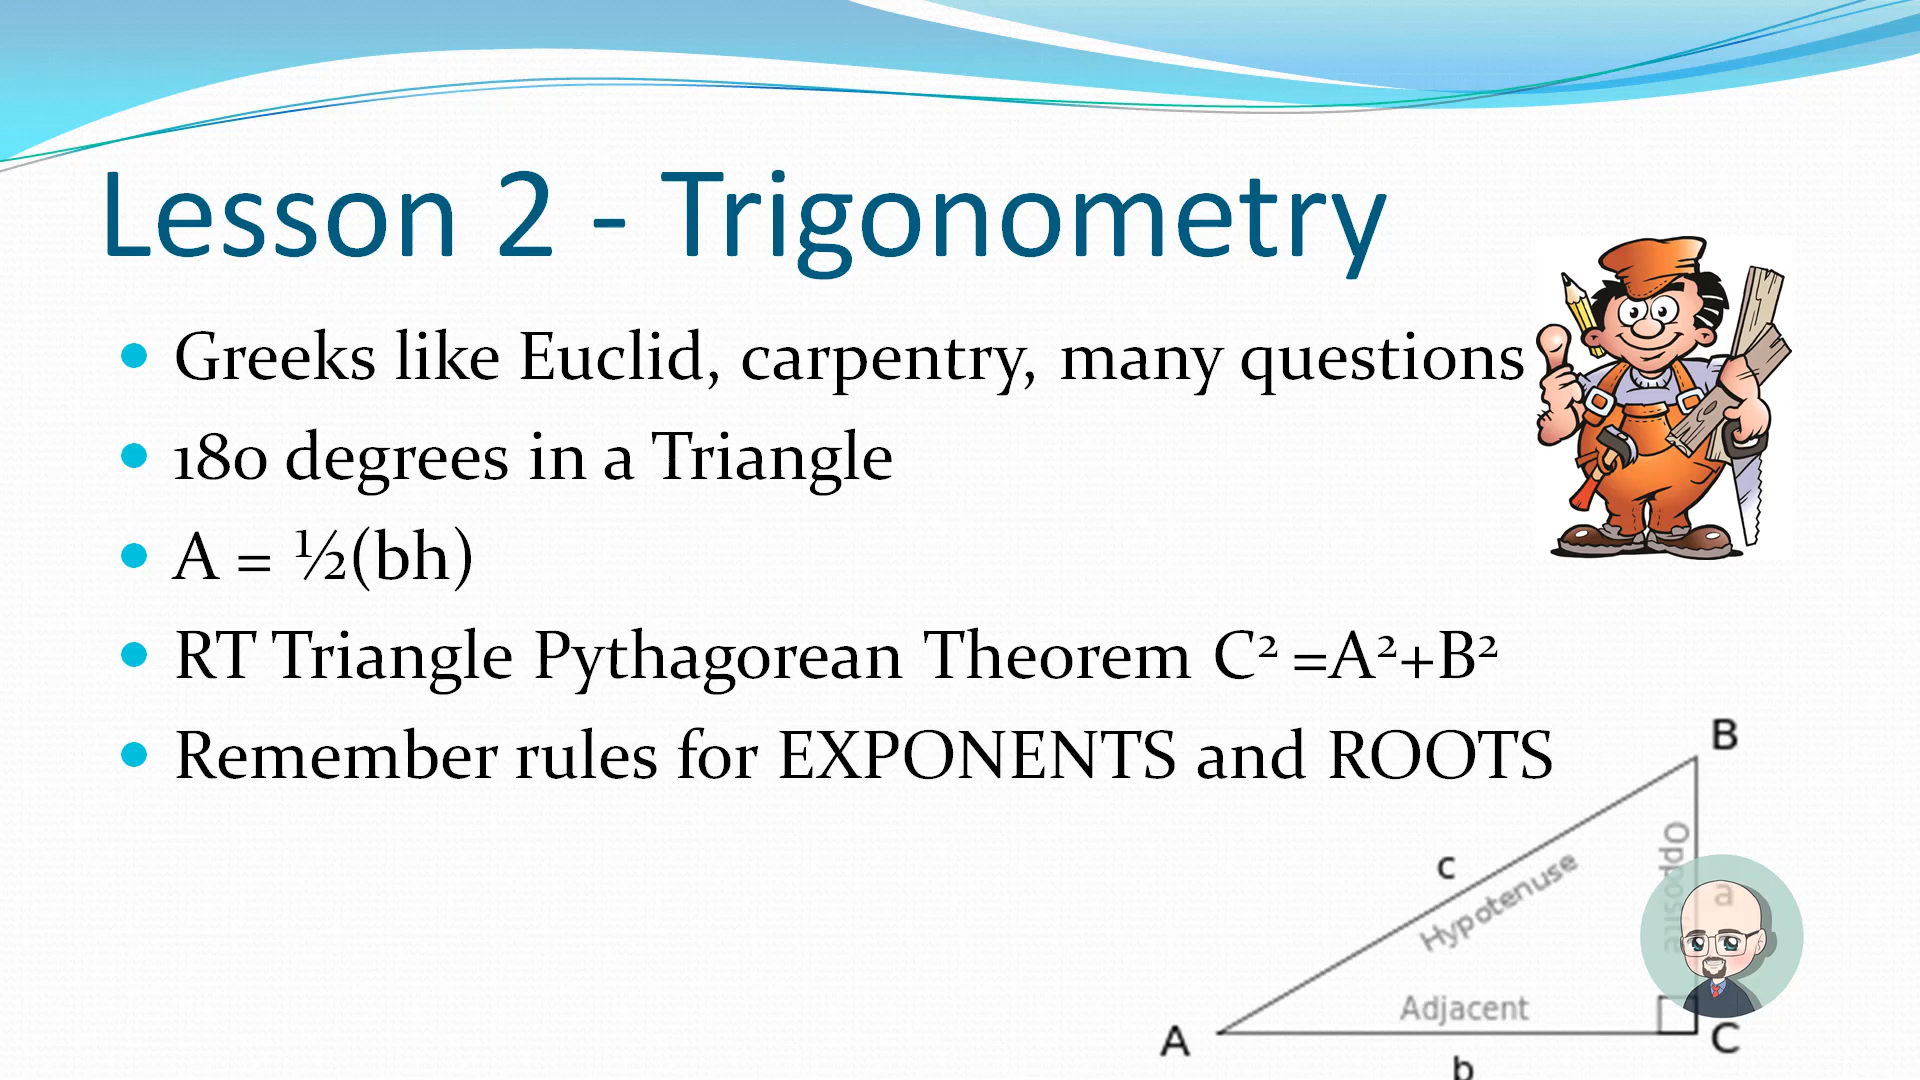 Lesson 2 - Trigonometry
Greeks like Euclid, carpentry, many questions
180 degrees in a Triangle
A = ½(bh)
RT Triangle Pythagorean Theorem C² =A²+B²
Remember rules for EXPONENTS and ROOTS
B
c
Hypotenuse
Opposite
a
Adjacent
A
C
b